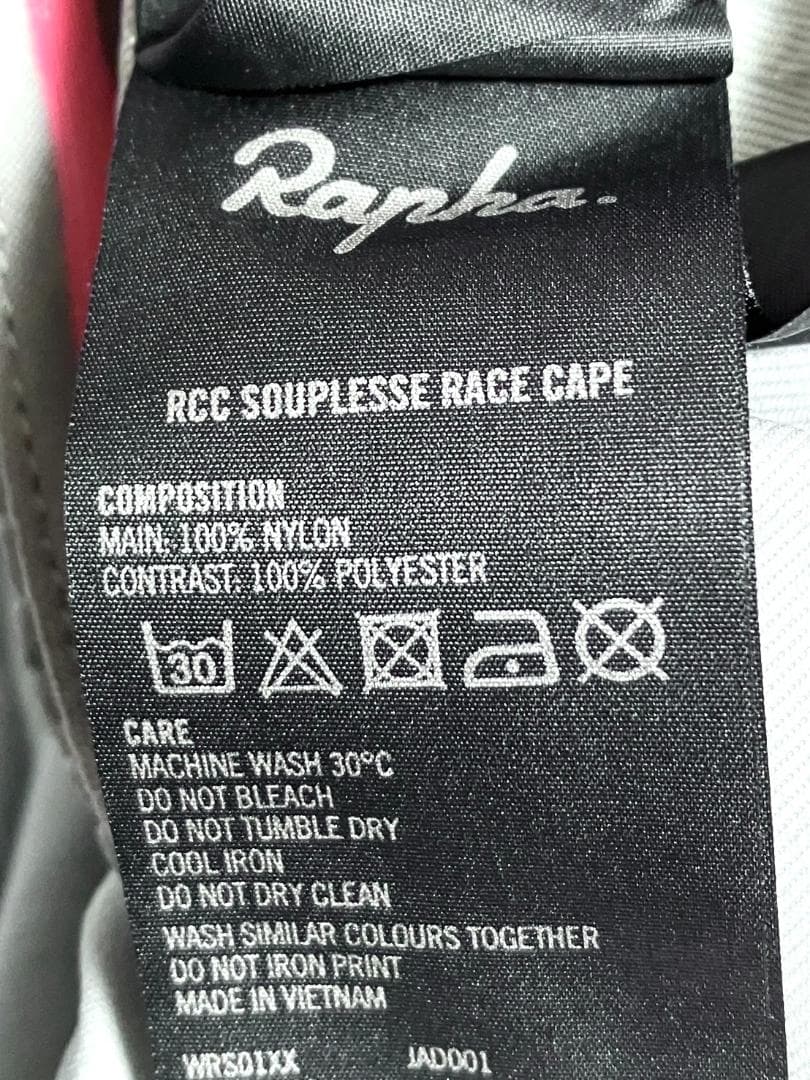 Rapha.
RCC SOUPLESSE RACE CAPE
COMPOSITION
MAIN: 100% NYLON
CONTRAST: 100% POLYESTER
30
CARE
MACHINE WASH 30°C
DO NOT BLEACH
DO NOT TUMBLE DRY
COOL IRON
DO NOT DRY CLEAN
WASH SIMILAR COLOURS TOGETHER
DO NOT IRON PRINT
MADE IN VIETNAM
WRS01XX JAD001